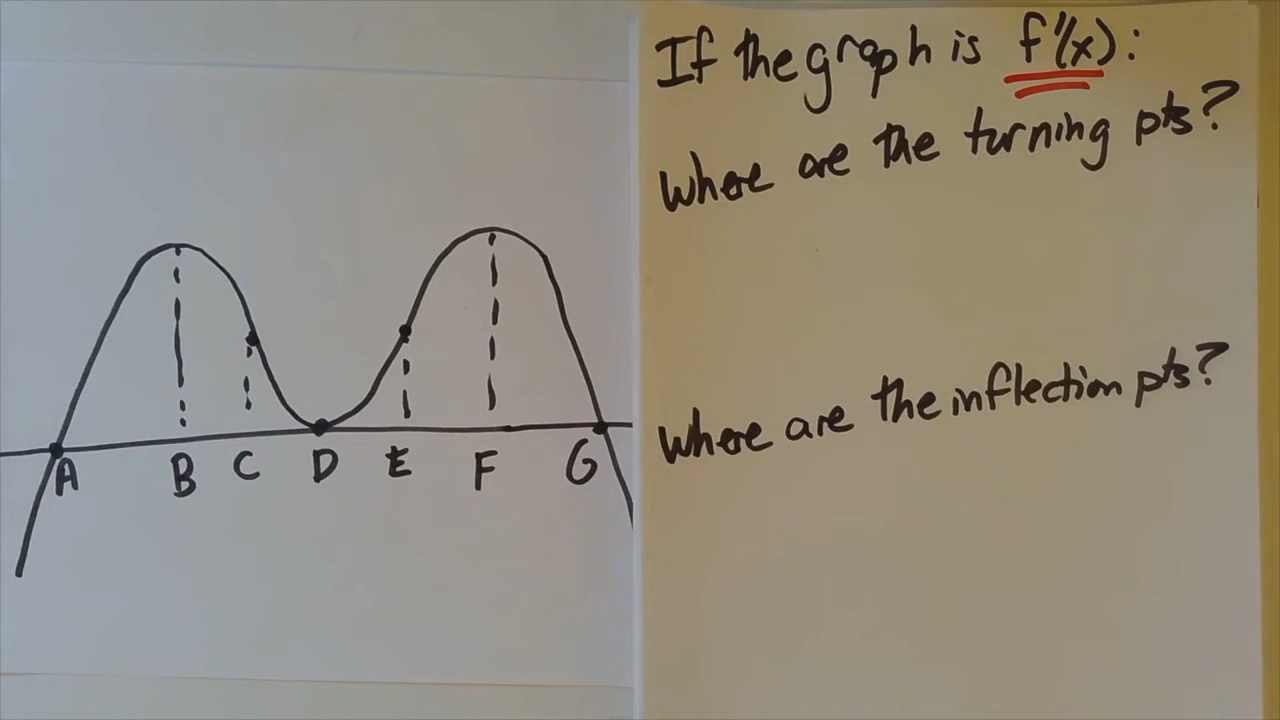 If the graph is f'(x):
Where are the turning pts?
Where are the inflection pts?
A B C D E F G